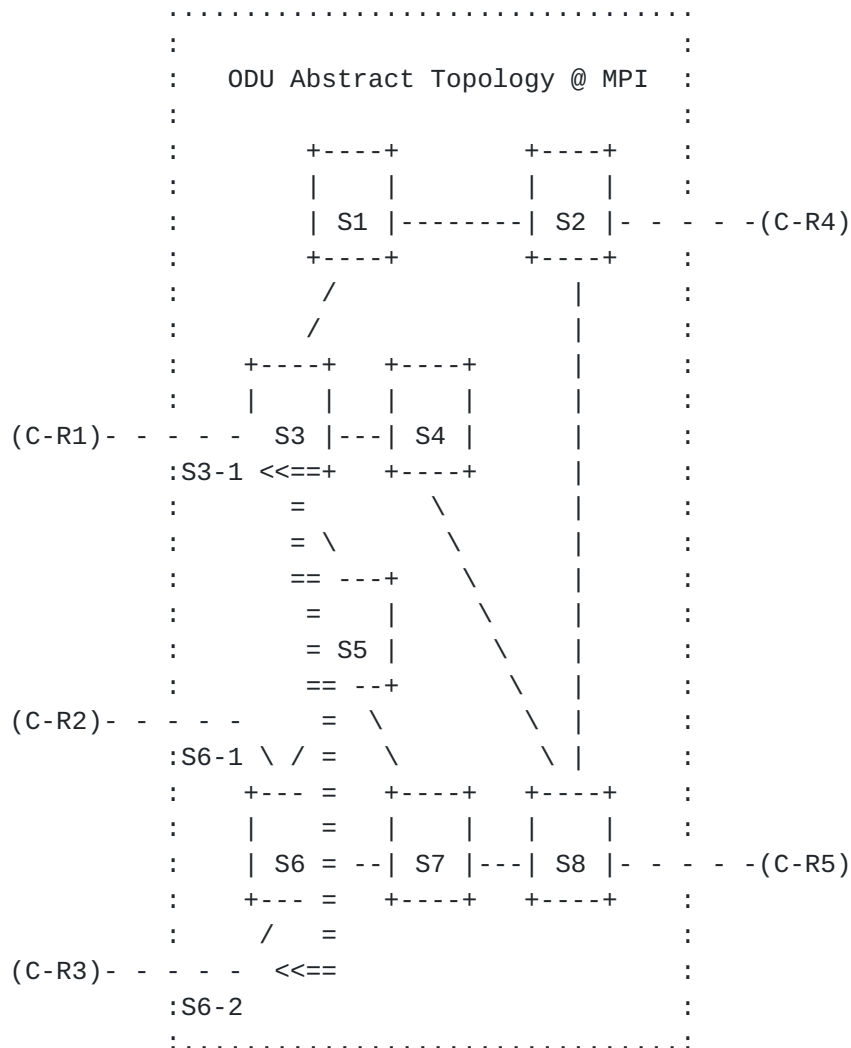 ODU Abstract Topology @ MPI
S1 S2 (C-R4)
(C-R1) S3 S4
S3-1
S5
(C-R2)
S6-1
S6 S7 S8 (C-R5)
(C-R3)
S6-2